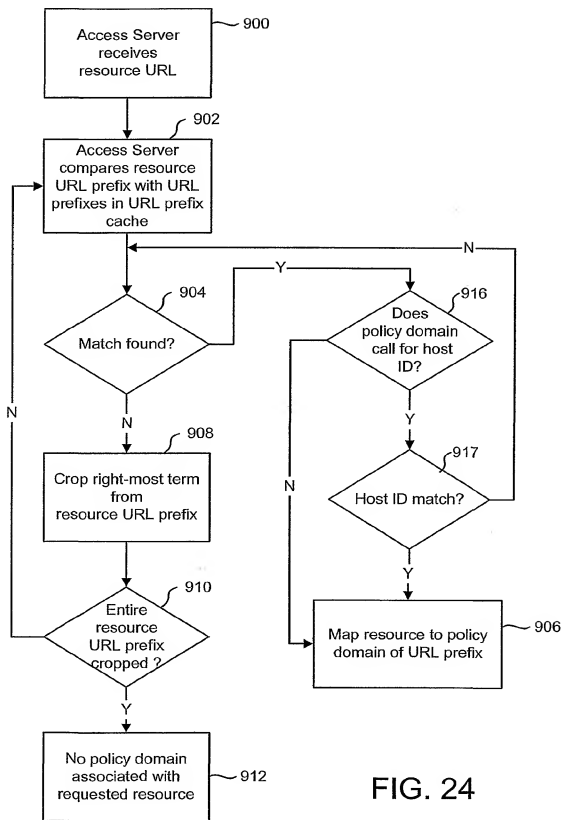 900
Access Server
receives
resource URL
902
Access Server
compares resource
URL prefix with URL
prefixes in URL prefix
cache
N
Y
904
Match found?
916
Does
policy domain
call for host
ID?
N
N
Y
908
Crop right-most term
from
resource URL prefix
917
Host ID match?
N
Y
910
Entire
resource
URL prefix
cropped ?
906
Map resource to policy
domain of URL prefix
Y
No policy domain
associated with
requested resource
912
FIG. 24